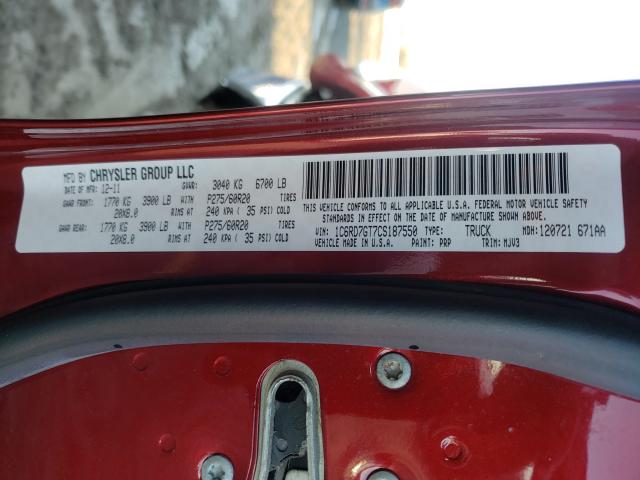 MFD BY CHRYSLER GROUP LLC
DATE OF MFR 12-11 GVWR: 3040 KG 6700 LB
GAWR FRONT: 1770 KG 3900 LB WITH P275/60R20 TIRES
20X8.0 RIMS AT 240 KPA ( 35 PSI) COLD
GAWR REAR: 1770 KG 3900 LB WITH P275/60R20 TIRES
20X8.0 RIMS AT 240 KPA ( 35 PSI) COLD
THIS VEHICLE CONFORMS TO ALL APPLICABLE U.S.A. FEDERAL MOTOR VEHICLE SAFETY
STANDARDS IN EFFECT ON THE DATE OF MANUFACTURE SHOWN ABOVE.
VIN: 1C6RD7GT7CS187550 TYPE: TRUCK MDH: 120721 671AA
VEHICLE MADE IN U.S.A. PAINT: PRP TRIM: MJV3